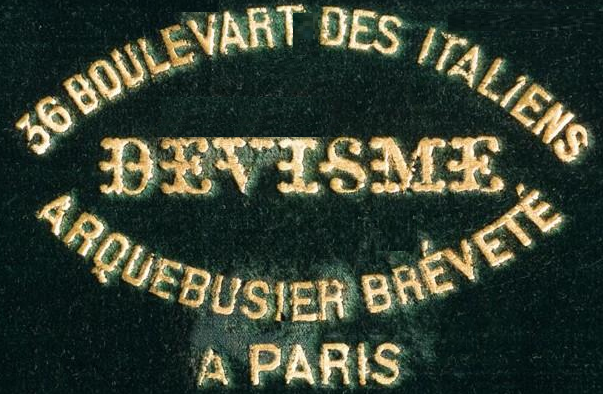 36 BOULEVART DES ITALIENS
DEVISME
ARQUEBUSIER BRÉVETÉ
A PARIS